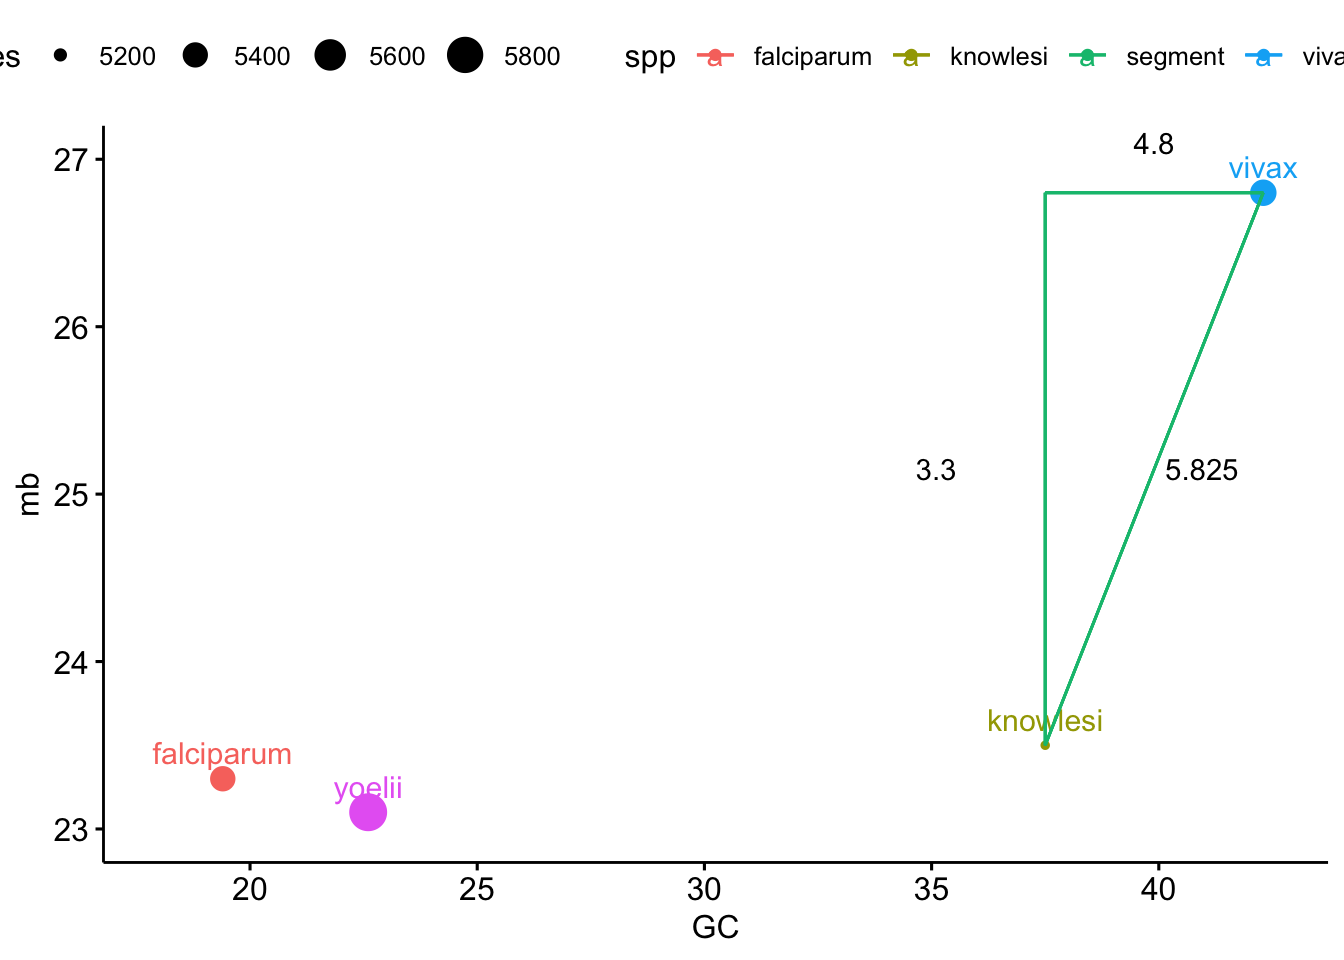 es 5200 5400 5600 5800 spp a falciparum a knowlesi a segment a viva
27
4.8
vivax
26
mb
25
3.3
5.825
24
knowlesi
falciparum
yoelii
23
20 25 30 35 40
GC